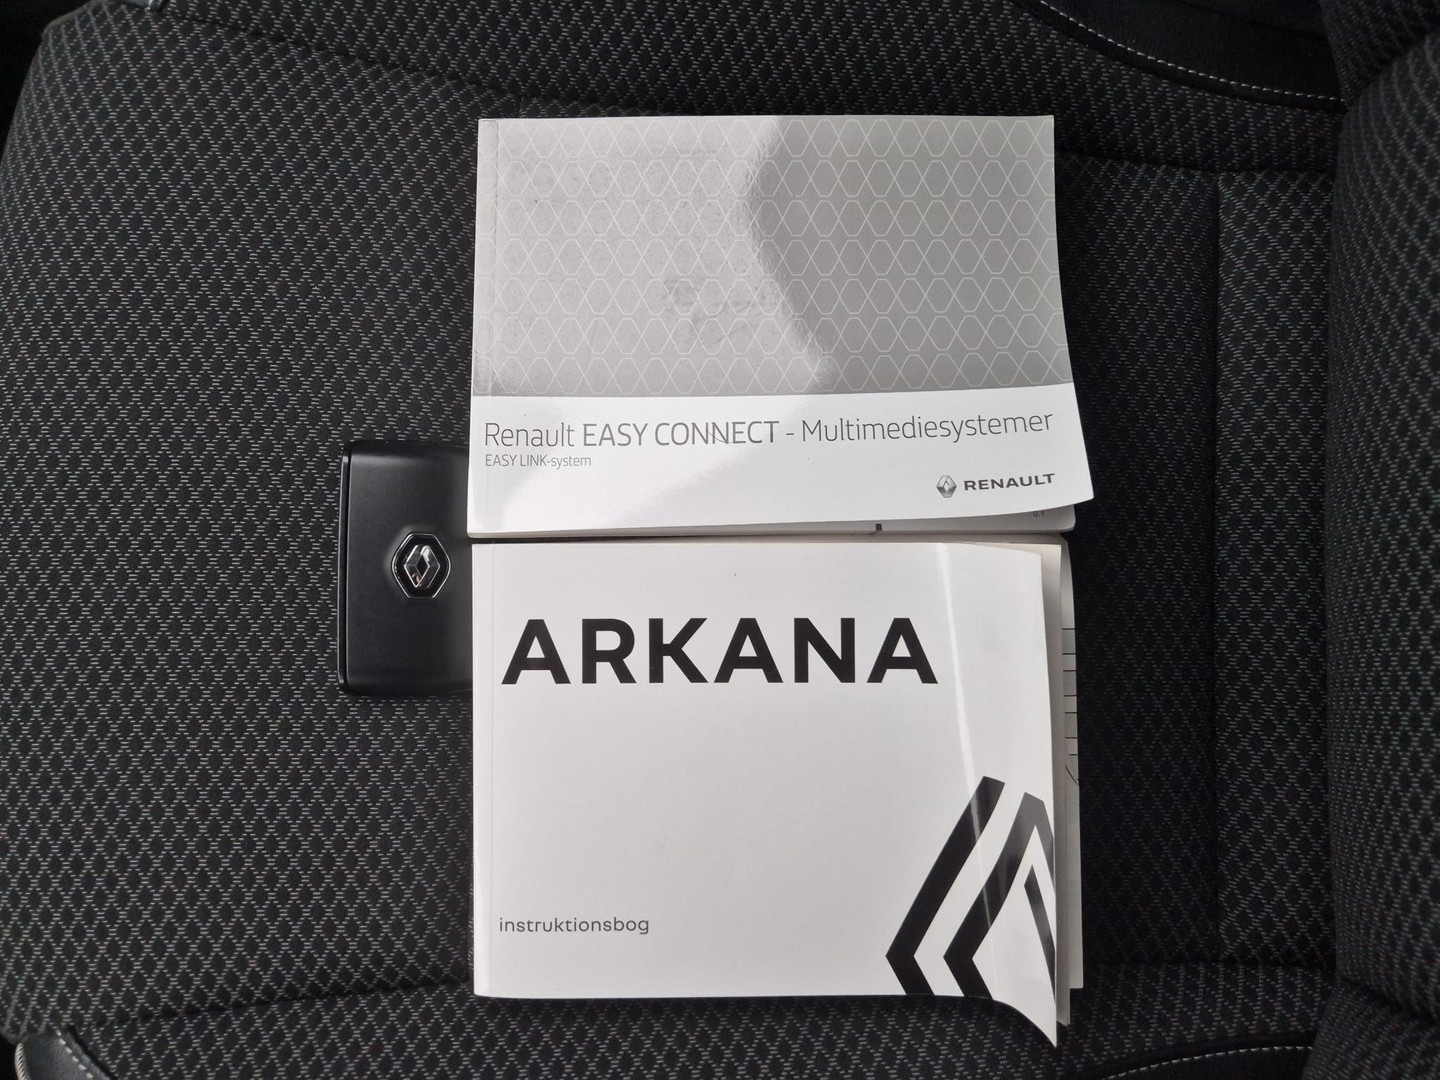 Renault EASY CONNECT - Multimediesystemer
EASY LINK-system
RENAULT
ARKANA
instruktionsbog